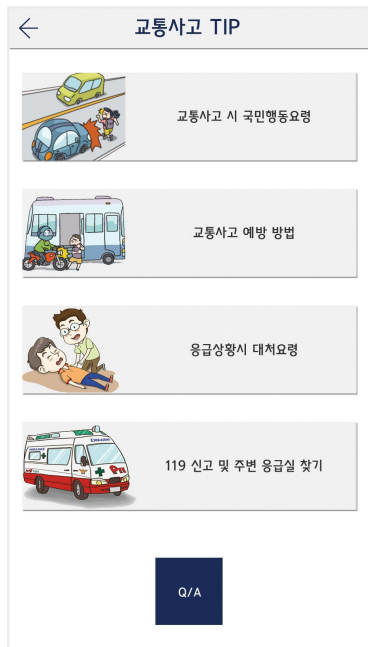 교통사고 TIP
교통사고 시 국민행동요령
교통사고 예방 방법
응급상황시 대처요령
119 신고 및 주변 응급실 찾기
Q/A